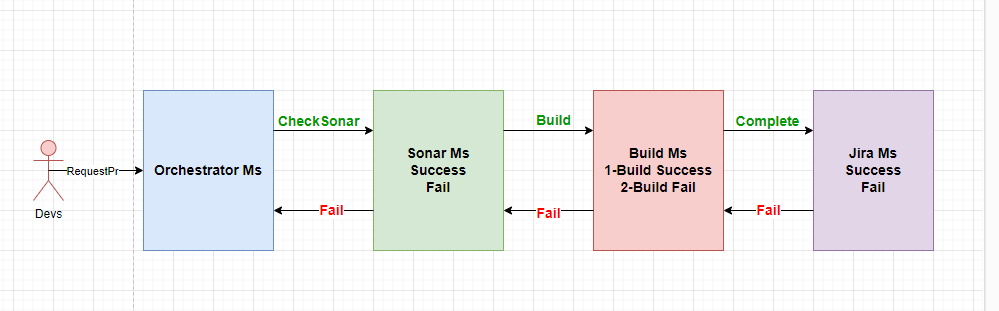 CheckSonar
Build
Complete
RequestPr
Orchestrator Ms
Sonar Ms
Success
Fail
Build Ms
1-Build Success
2-Build Fail
Jira Ms
Success
Fail
Devs
Fail
Fail
Fail